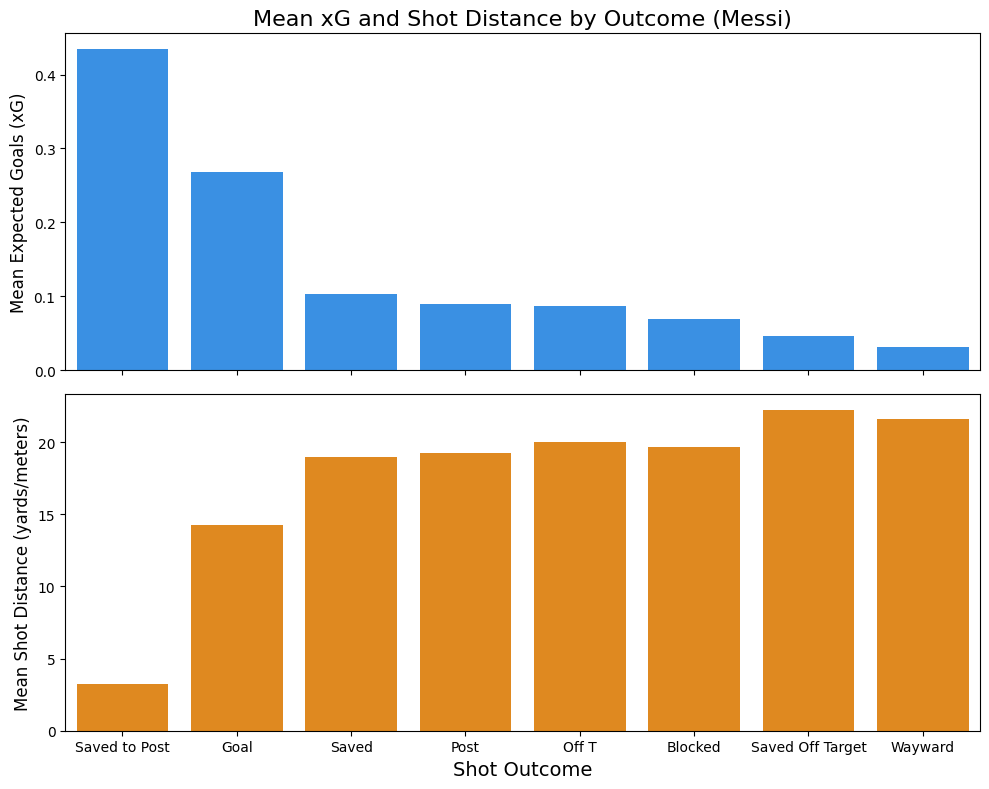 Mean xG and Shot Distance by Outcome (Messi)
Mean Expected Goals (xG)
0.4
0.3
0.2
0.1
0.0
Mean Shot Distance (yards/meters)
20
15
10
5
0
Saved to Post Goal Saved Post Off T Blocked Saved Off Target Wayward
Shot Outcome